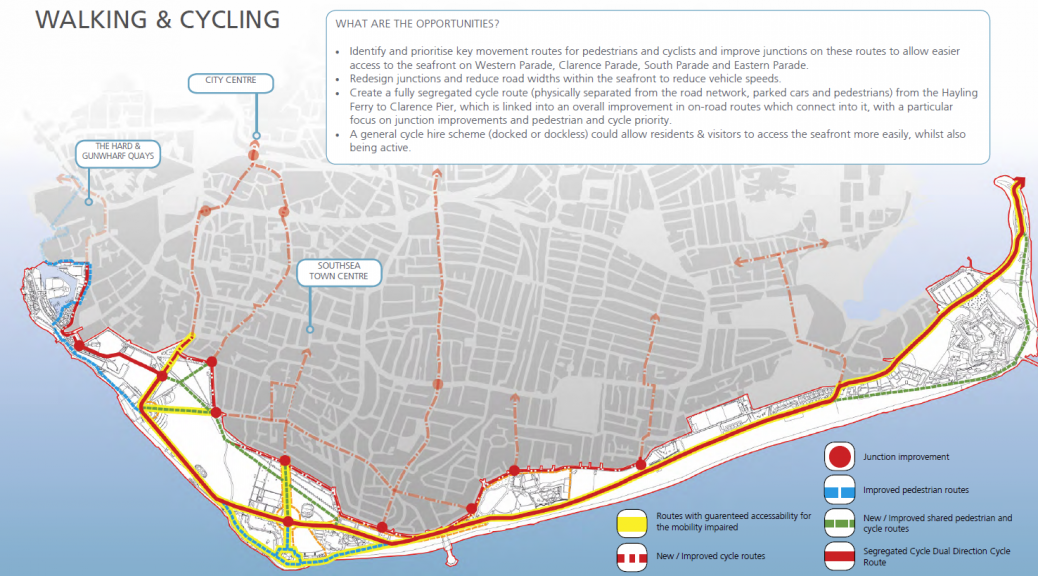 WALKING & CYCLING
WHAT ARE THE OPPORTUNITIES?
• Identify and prioritise key movement routes for pedestrians and cyclists and improve junctions on these routes to allow easier
access to the seafront on Western Parade, Clarence Parade, South Parade and Eastern Parade.
• Redesign junctions and reduce road widths within the seafront to reduce vehicle speeds.
• Create a fully segregated cycle route (physically separated from the road network, parked cars and pedestrians) from the Hayling
Ferry to Clarence Pier, which is linked into an overall improvement in on-road routes which connect into it, with a particular
focus on junction improvements and pedestrian and cycle priority.
• A general cycle hire scheme (docked or dockless) could allow residents & visitors to access the seafront more easily, whilst also
being active.
CITY CENTRE
THE HARD &
GUNWHARF QUAYS
SOUTHSEA
TOWN CENTRE
Junction improvement
Improved pedestrian routes
Routes with guarenteed accessability for
the mobility impaired
New / Improved shared pedestrian and
cycle routes
New / Improved cycle routes
Segregated Cycle Dual Direction Cycle
Route